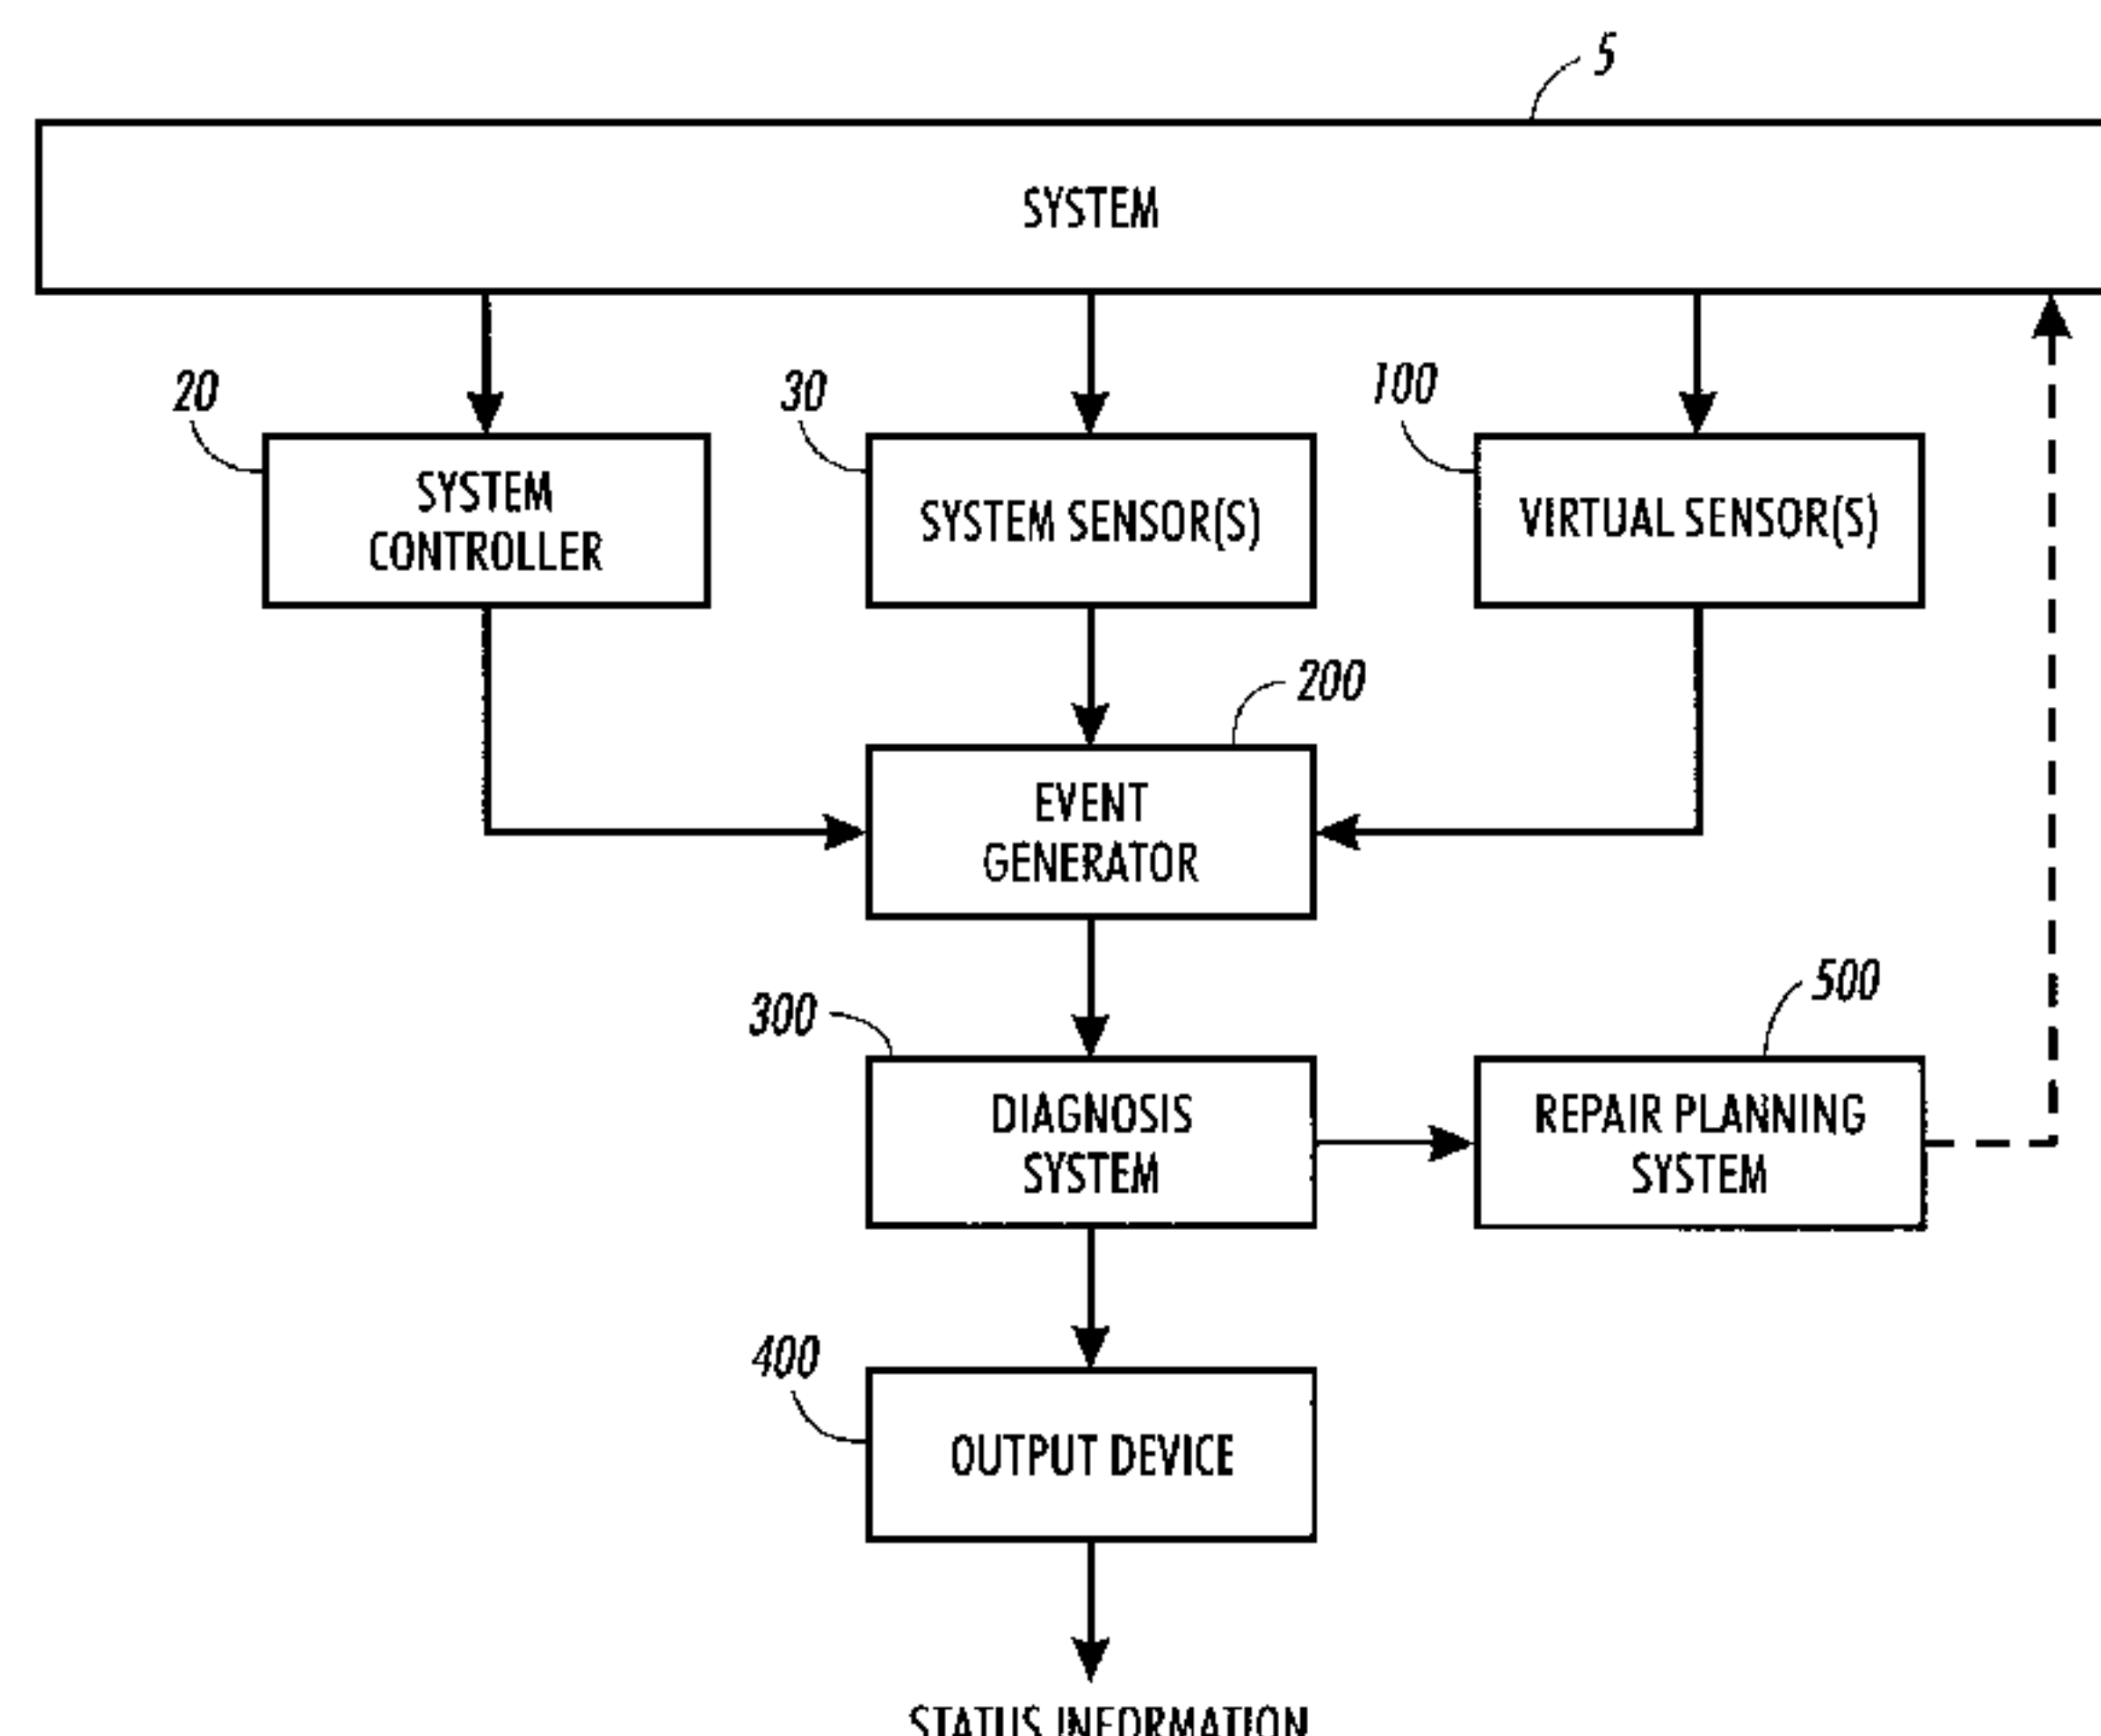 5
SYSTEM
20
30
100
SYSTEM
CONTROLLER
SYSTEM SENSOR(S)
VIRTUAL SENSOR(S)
200
EVENT
GENERATOR
300
500
DIAGNOSIS
SYSTEM
REPAIR PLANNING
SYSTEM
400
OUTPUT DEVICE
STATUS INFORMATION